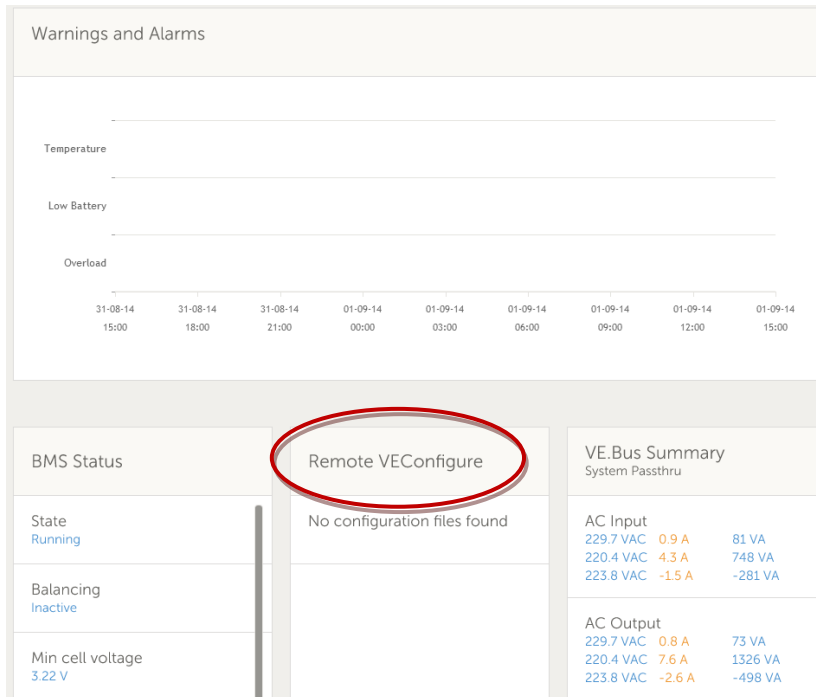 Warnings and Alarms
Temperature
Low Battery
Overload
31-08-14 31-08-14 31-08-14 01-09-14 01-09-14 01-09-14 01-09-14 01-09-14 01-09-14
15:00 18:00 21:00 00:00 03:00 06:00 09:00 12:00 15:00
BMS Status
State
Running
Balancing
Inactive
Min cell voltage
3.22 V
Remote VEConfigure
No configuration files found
VE.Bus Summary
System Passthru
AC Input
229.7 VAC 0.9 A 81 VA
220.4 VAC 4.3 A 748 VA
223.8 VAC -1.5 A -281 VA
AC Output
229.7 VAC 0.8 A 73 VA
220.4 VAC 7.6 A 1326 VA
223.8 VAC -2.6 A -498 VA